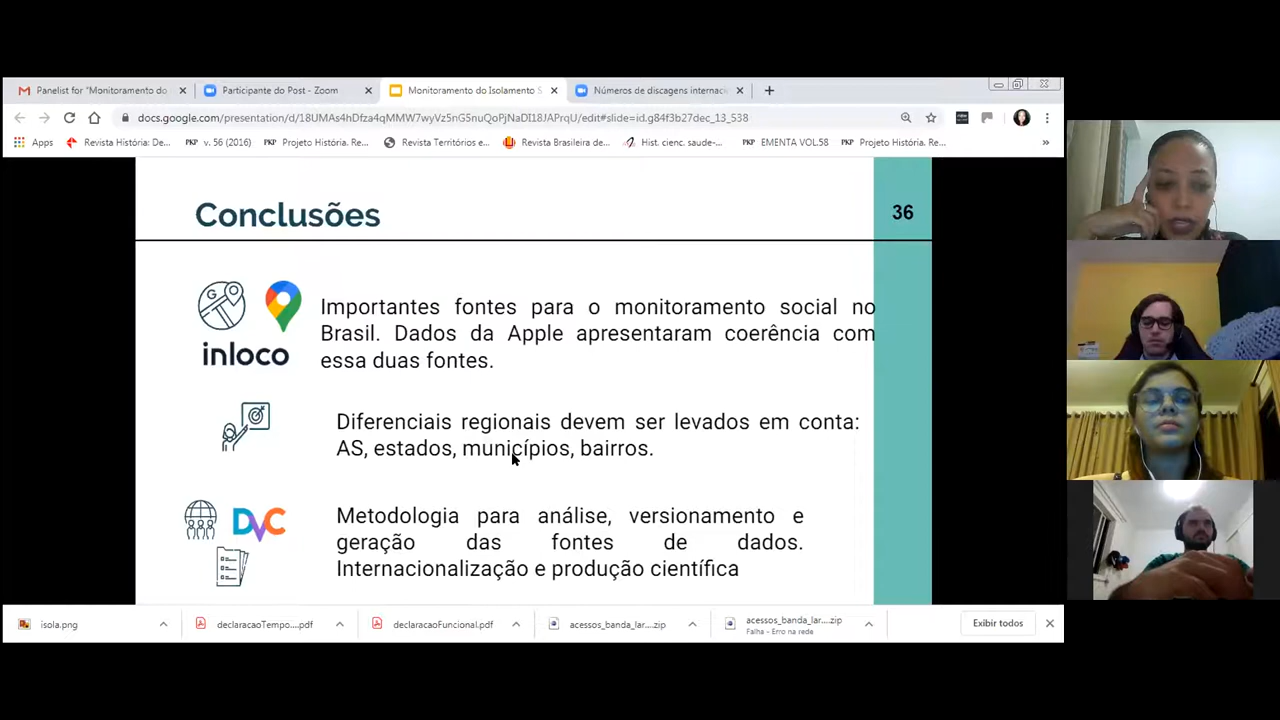 Panelist for "Monitoramento do
Participante do Post - Zoom
Monitoramento do Isolamento S
Números de discagens internaci
docs.google.com/presentation/d/18UMAs4hDfza4qMMW7wyVz5nG5nuQoPjNaDI18JAPrqU/edit#slide=id.g84f3b27dec_13_538
Apps
Revista História: De...
PKP v. 56 (2016)
PKP Projeto História. Re...
Revista Territórios e...
Revista Brasileira de...
Hist. cienc. saude-...
PKP EMENTA VOL.58
PKP Projeto História. Re...
»
Conclusões
36
G
inloco
Importantes fontes para o monitoramento social no
Brasil. Dados da Apple apresentaram coerência com
essa duas fontes.
Diferenciais regionais devem ser levados em conta:
AS, estados, municípios, bairros.
DVC
Metodologia para análise, versionamento e
geração das fontes de dados.
Internacionalização e produção científica
isola.png
declaracaoTempo....pdf
declaracaoFuncional.pdf
acessos_banda_lar....zip
acessos_banda_lar....zip
Falha - Erro na rede
Exibir todos